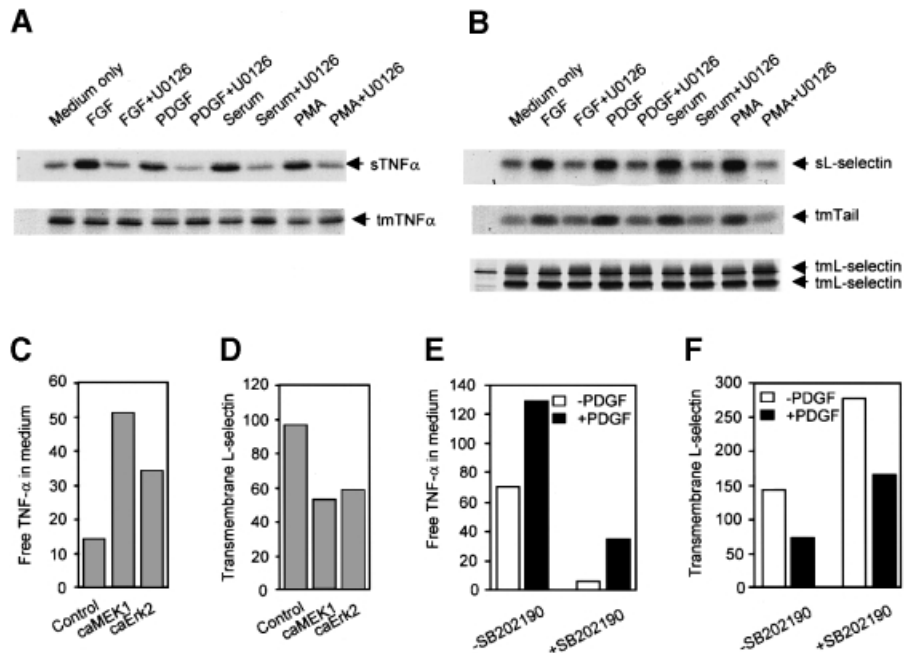 A
Medium only
FGF
FGF+U0126
PDGF
PDGF+U0126
Serum
Serum+U0126
PMA
PMA+U0126
sTNFα
tmTNFα
B
Medium only
FGF
FGF+U0126
PDGF
PDGF+U0126
Serum
Serum+U0126
PMA
PMA+U0126
sL-selectin
tmTail
tmL-selectin
tmL-selectin
C
Free TNF-α in medium
60
50
40
30
20
10
0
Control
caMEK1
caErk2
D
Transmembrane L-selectin
120
100
80
60
40
20
0
Control
caMEK1
caErk2
E
Free TNF-α in medium
140
120
100
80
60
40
20
0
-PDGF
+PDGF
-SB202190
+SB202190
F
Transmembrane L-selectin
300
250
200
150
100
50
0
-PDGF
+PDGF
-SB202190
+SB202190